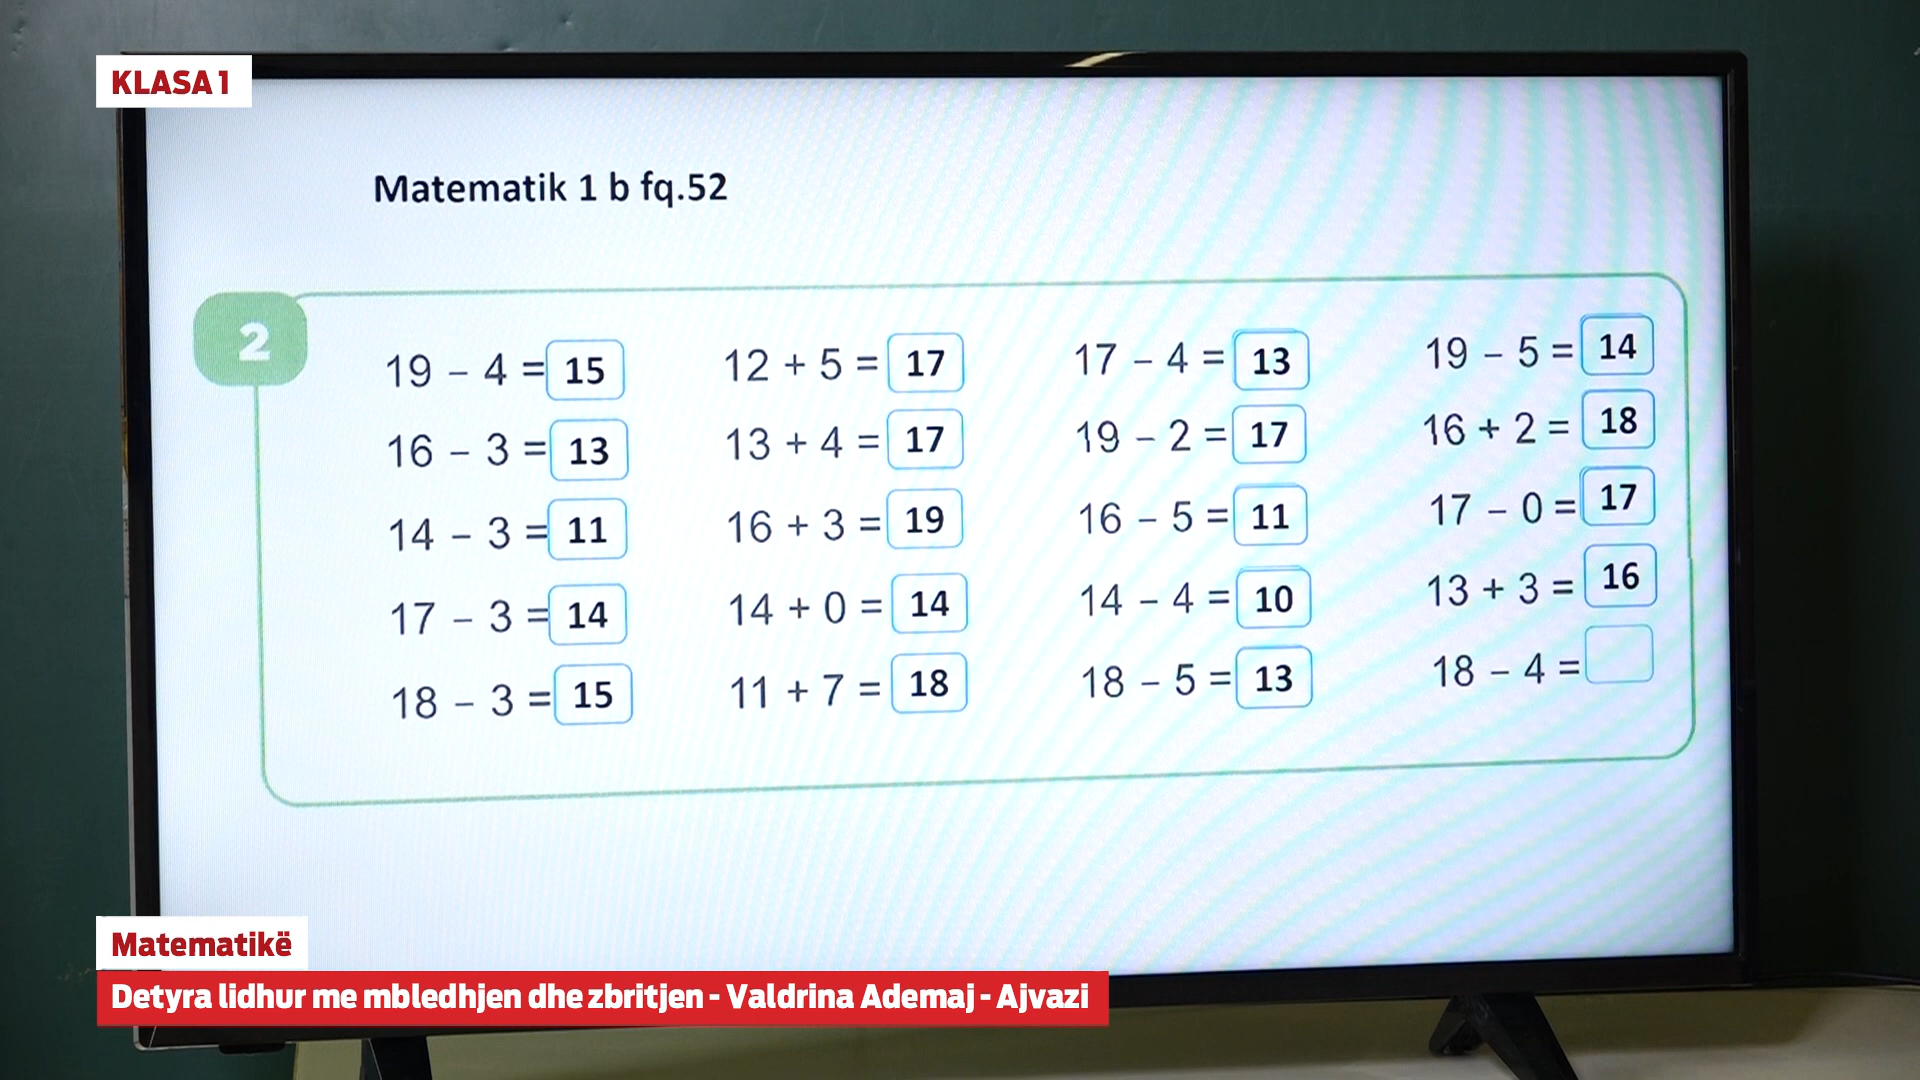 KLASA 1
Matematik 1 b fq.52
2
19 – 4 = 15
12 + 5 = 17
17 – 4 = 13
19 – 5 = 14
16 – 3 = 13
13 + 4 = 17
19 – 2 = 17
16 + 2 = 18
14 – 3 = 11
16 + 3 = 19
16 – 5 = 11
17 – 0 = 17
17 – 3 = 14
14 + 0 = 14
14 – 4 = 10
13 + 3 = 16
18 – 3 = 15
11 + 7 = 18
18 – 5 = 13
18 – 4 =
Matematikë
Detyra lidhur me mbledhjen dhe zbritjen - Valdrina Ademaj - Ajvazi